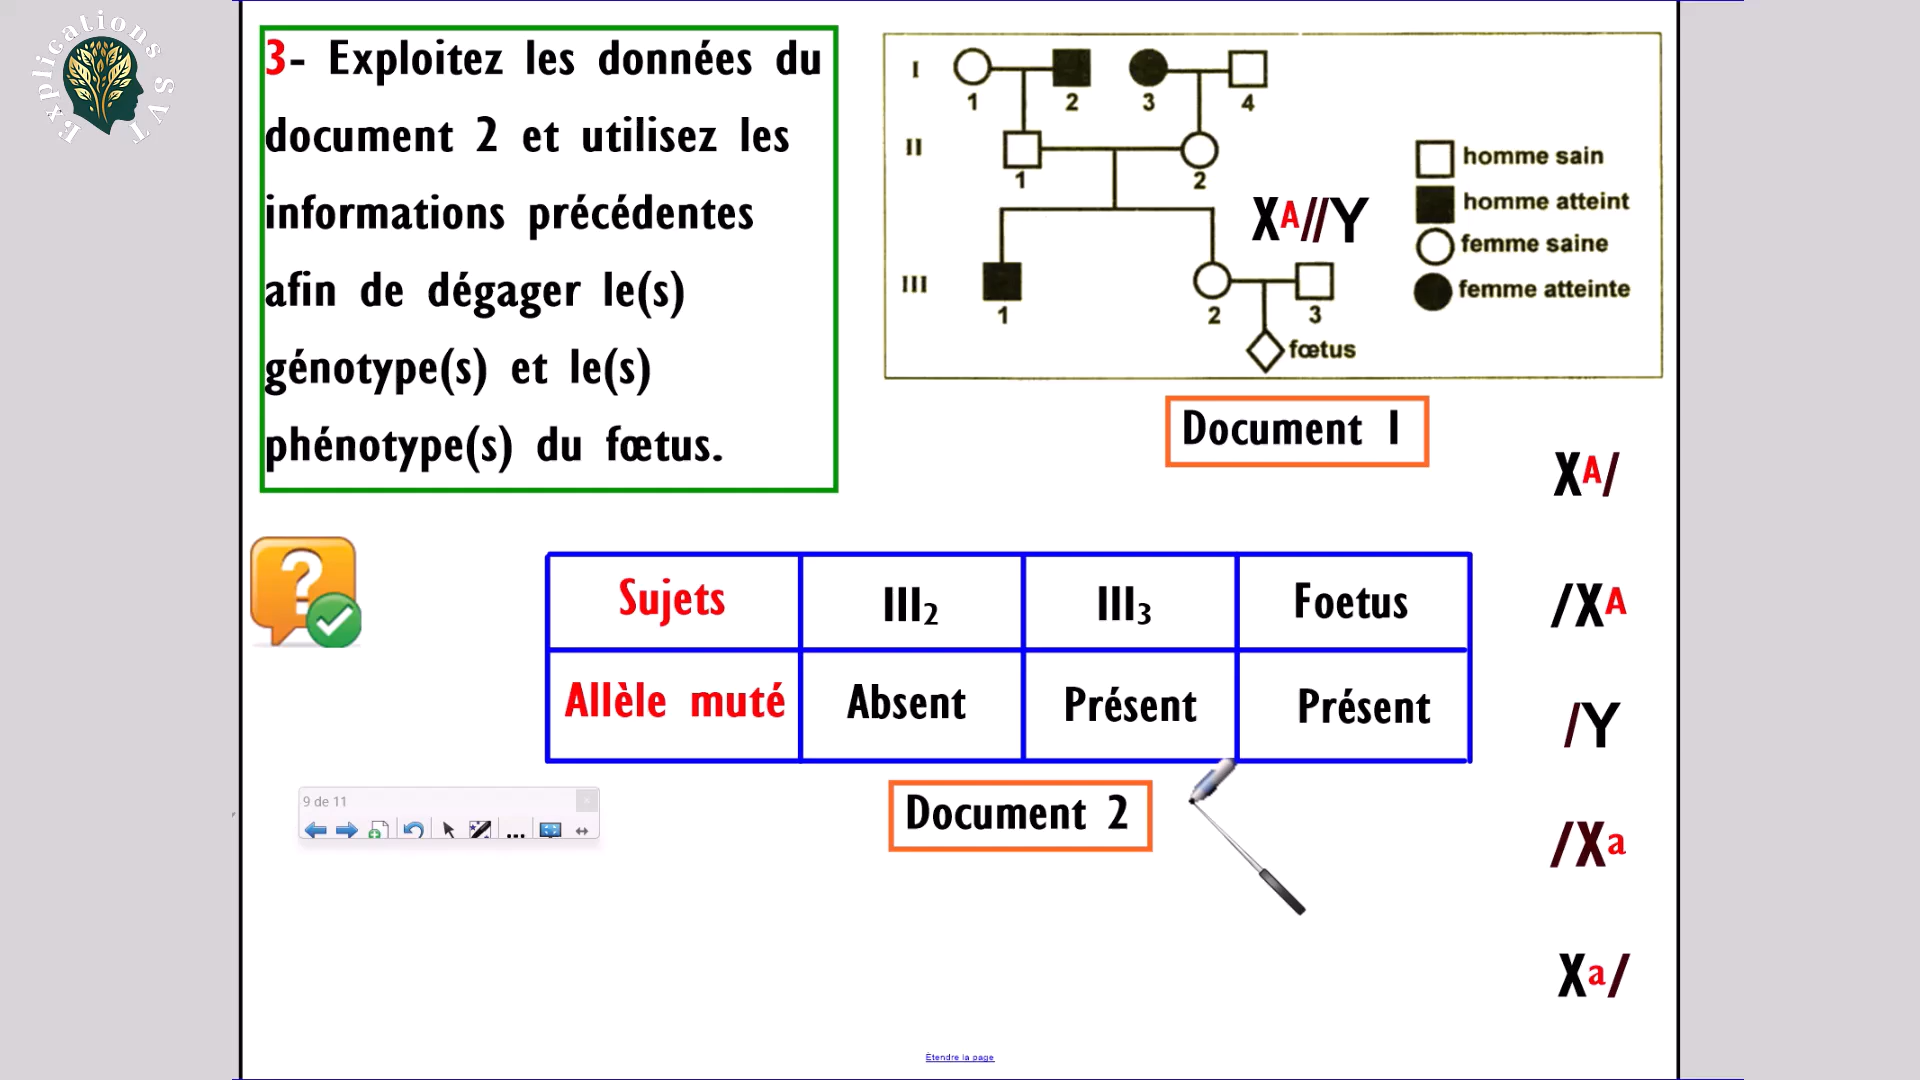 Explications SVT
3- Exploitez les données du
document 2 et utilisez les
informations précédentes
afin de dégager le(s)
génotype(s) et le(s)
phénotype(s) du fœtus.
I
1
2
3
4
II
1
2
III
1
2
3
fœtus
XA//Y
homme sain
homme atteint
femme saine
femme atteinte
Document 1
XA/
/XA
/Y
/Xa
Xa/
Sujets III2 III3 Foetus
Allèle muté Absent Présent Présent
Document 2
9 de 11
...
Étendre la page